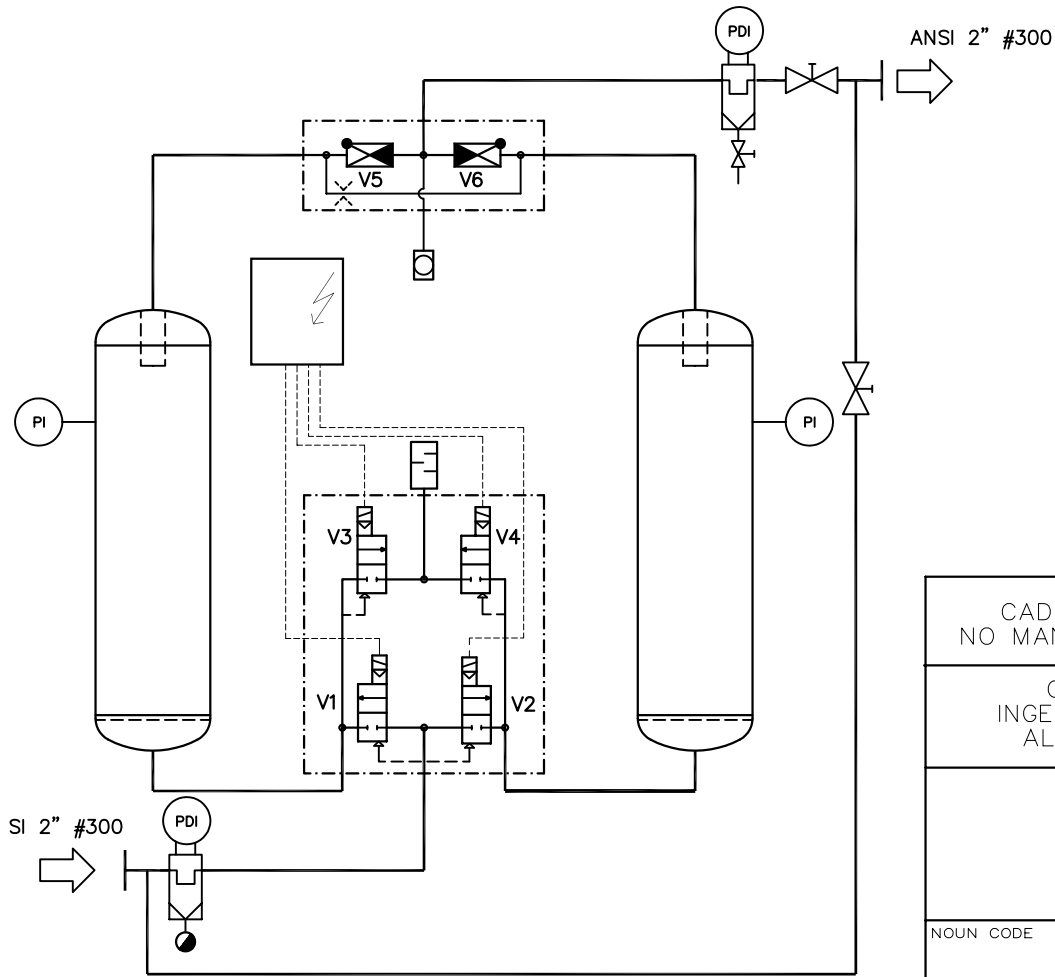 PDI
ANSI 2" #300
V5
V6
PI
PI
V3
V4
V1
V2
CAD
NO MAN
INGE
AL
SI 2" #300
PDI
NOUN CODE